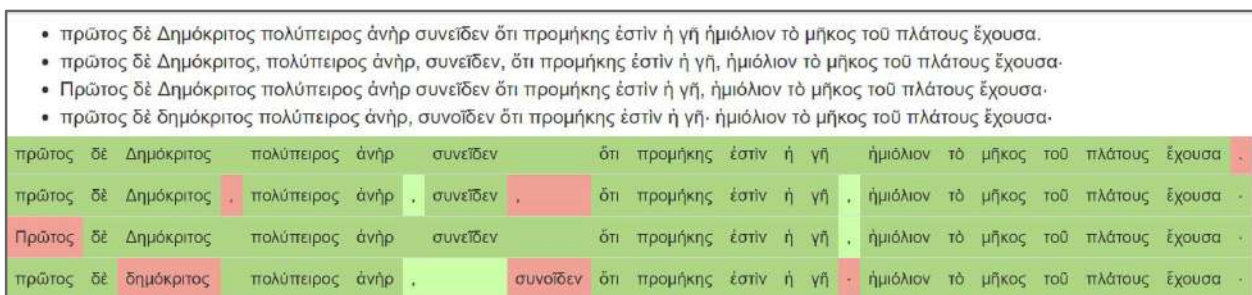 • πρῶτος δὲ Δημόκριτος πολύπειρος ἀνὴρ συνεῖδεν ὅτι προμήκης ἐστὶν ἡ γῆ ἡμιόλιον τὸ μῆκος τοῦ πλάτους ἔχουσα.
• πρῶτος δὲ Δημόκριτος, πολύπειρος ἀνὴρ, συνεῖδεν, ὅτι προμήκης ἐστὶν ἡ γῆ, ἡμιόλιον τὸ μῆκος τοῦ πλάτους ἔχουσα·
• Πρῶτος δὲ Δημόκριτος πολύπειρος ἀνὴρ συνεῖδεν ὅτι προμήκης ἐστὶν ἡ γῆ, ἡμιόλιον τὸ μῆκος τοῦ πλάτους ἔχουσα·
• πρῶτος δὲ δημόκριτος πολύπειρος ἀνὴρ, συνοῖδεν ὅτι προμήκης ἐστὶν ἡ γῆ· ἡμιόλιον τὸ μῆκος τοῦ πλάτους ἔχουσα·
πρῶτος δὲ Δημόκριτος πολύπειρος ἀνὴρ συνεῖδεν ὅτι προμήκης ἐστὶν ἡ γῆ ἡμιόλιον τὸ μῆκος τοῦ πλάτους ἔχουσα .
πρῶτος δὲ Δημόκριτος , πολύπειρος ἀνὴρ , συνεῖδεν , ὅτι προμήκης ἐστὶν ἡ γῆ , ἡμιόλιον τὸ μῆκος τοῦ πλάτους ἔχουσα ·
Πρῶτος δὲ Δημόκριτος πολύπειρος ἀνὴρ συνεῖδεν ὅτι προμήκης ἐστὶν ἡ γῆ , ἡμιόλιον τὸ μῆκος τοῦ πλάτους ἔχουσα ·
πρῶτος δὲ δημόκριτος πολύπειρος ἀνὴρ , συνοῖδεν ὅτι προμήκης ἐστὶν ἡ γῆ · ἡμιόλιον τὸ μῆκος τοῦ πλάτους ἔχουσα ·